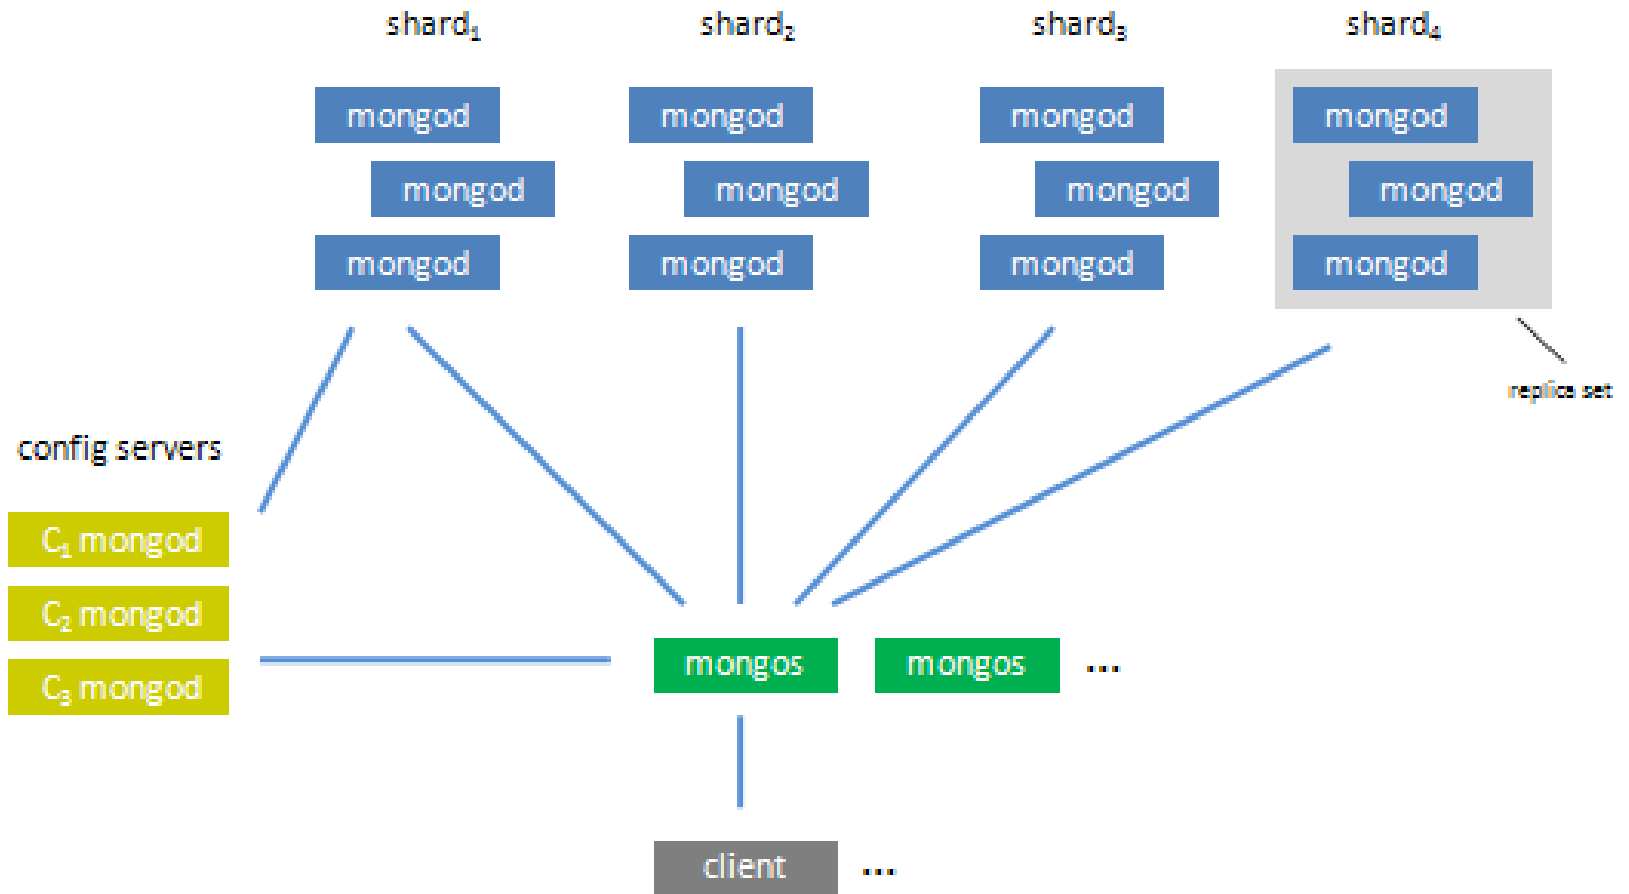 shard₁ shard₂ shard₃ shard₄
mongod mongod mongod mongod
mongod mongod mongod mongod
mongod mongod mongod mongod
replica set
config servers
C₁ mongod
C₂ mongod
C₃ mongod
mongos mongos ...
client ...